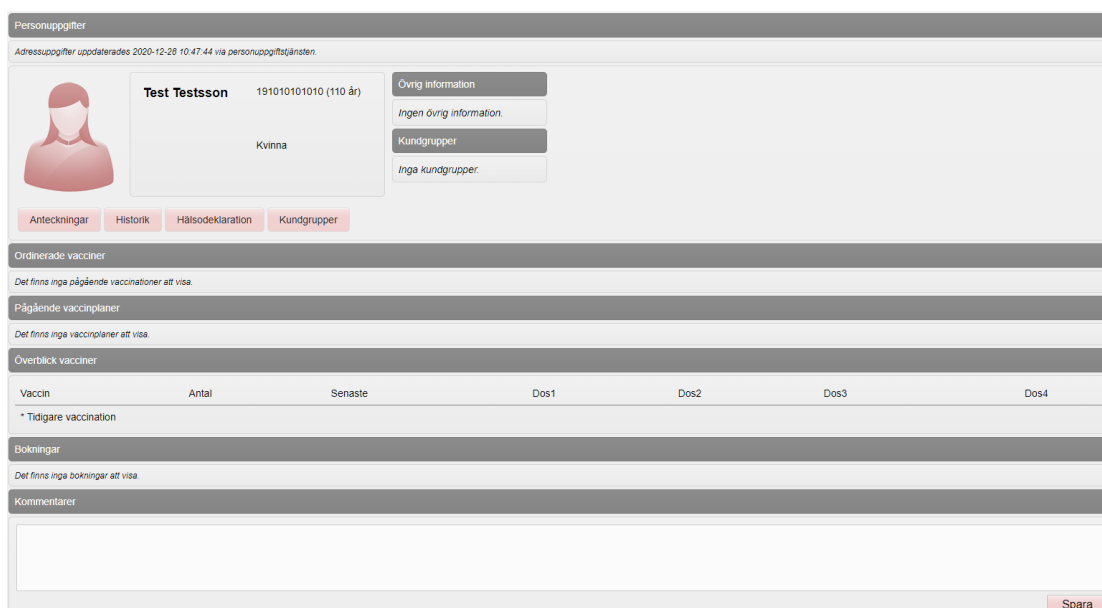 Personuppgifter
Adressuppgifter uppdaterades 2020-12-28 10:47:44 via personuppgiftstjänsten.
Test Testsson 191010101010 (110 år)
Kvinna
Övrig information
Ingen övrig information.
Kundgrupper
Inga kundgrupper.
Anteckningar Historik Hälsodeklaration Kundgrupper
Ordinerade vacciner
Det finns inga pågående vaccinationer att visa.
Pågående vaccinplaner
Det finns inga vaccinplaner att visa.
Överblick vacciner
Vaccin Antal Senaste Dos1 Dos2 Dos3 Dos4
* Tidigare vaccination
Bokningar
Det finns inga bokningar att visa.
Kommentarer
Spara